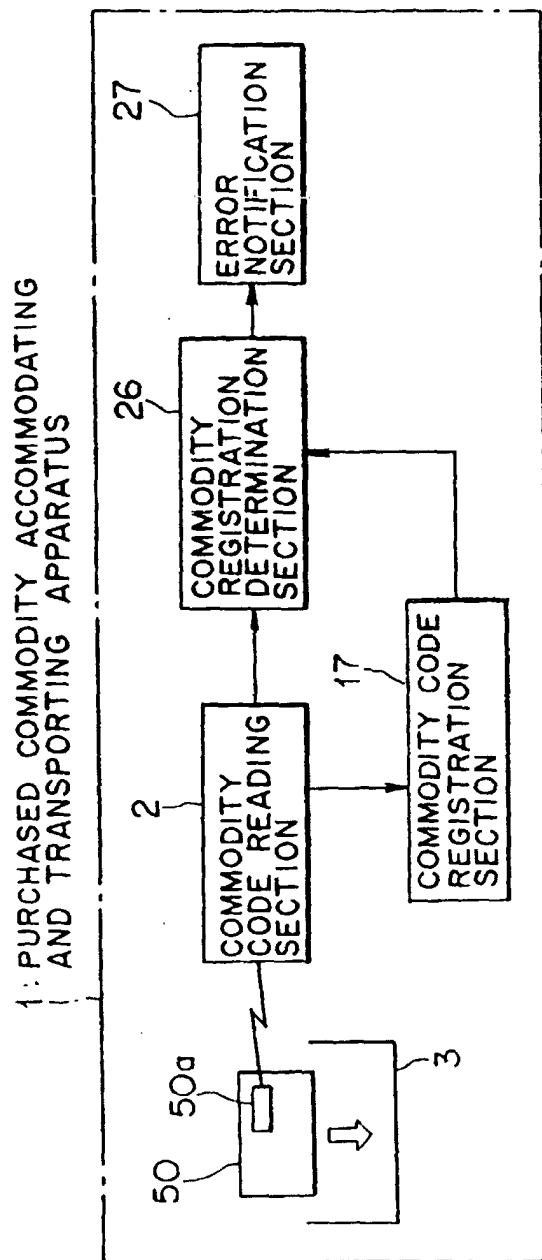 1: PURCHASED COMMODITY ACCOMMODATING
AND TRANSPORTING APPARATUS
50
50a
3
2
COMMODITY
CODE READING
SECTION
17
COMMODITY CODE
REGISTRATION
SECTION
26
COMMODITY
REGISTRATION
DETERMINATION
SECTION
27
ERROR
NOTIFICATION
SECTION